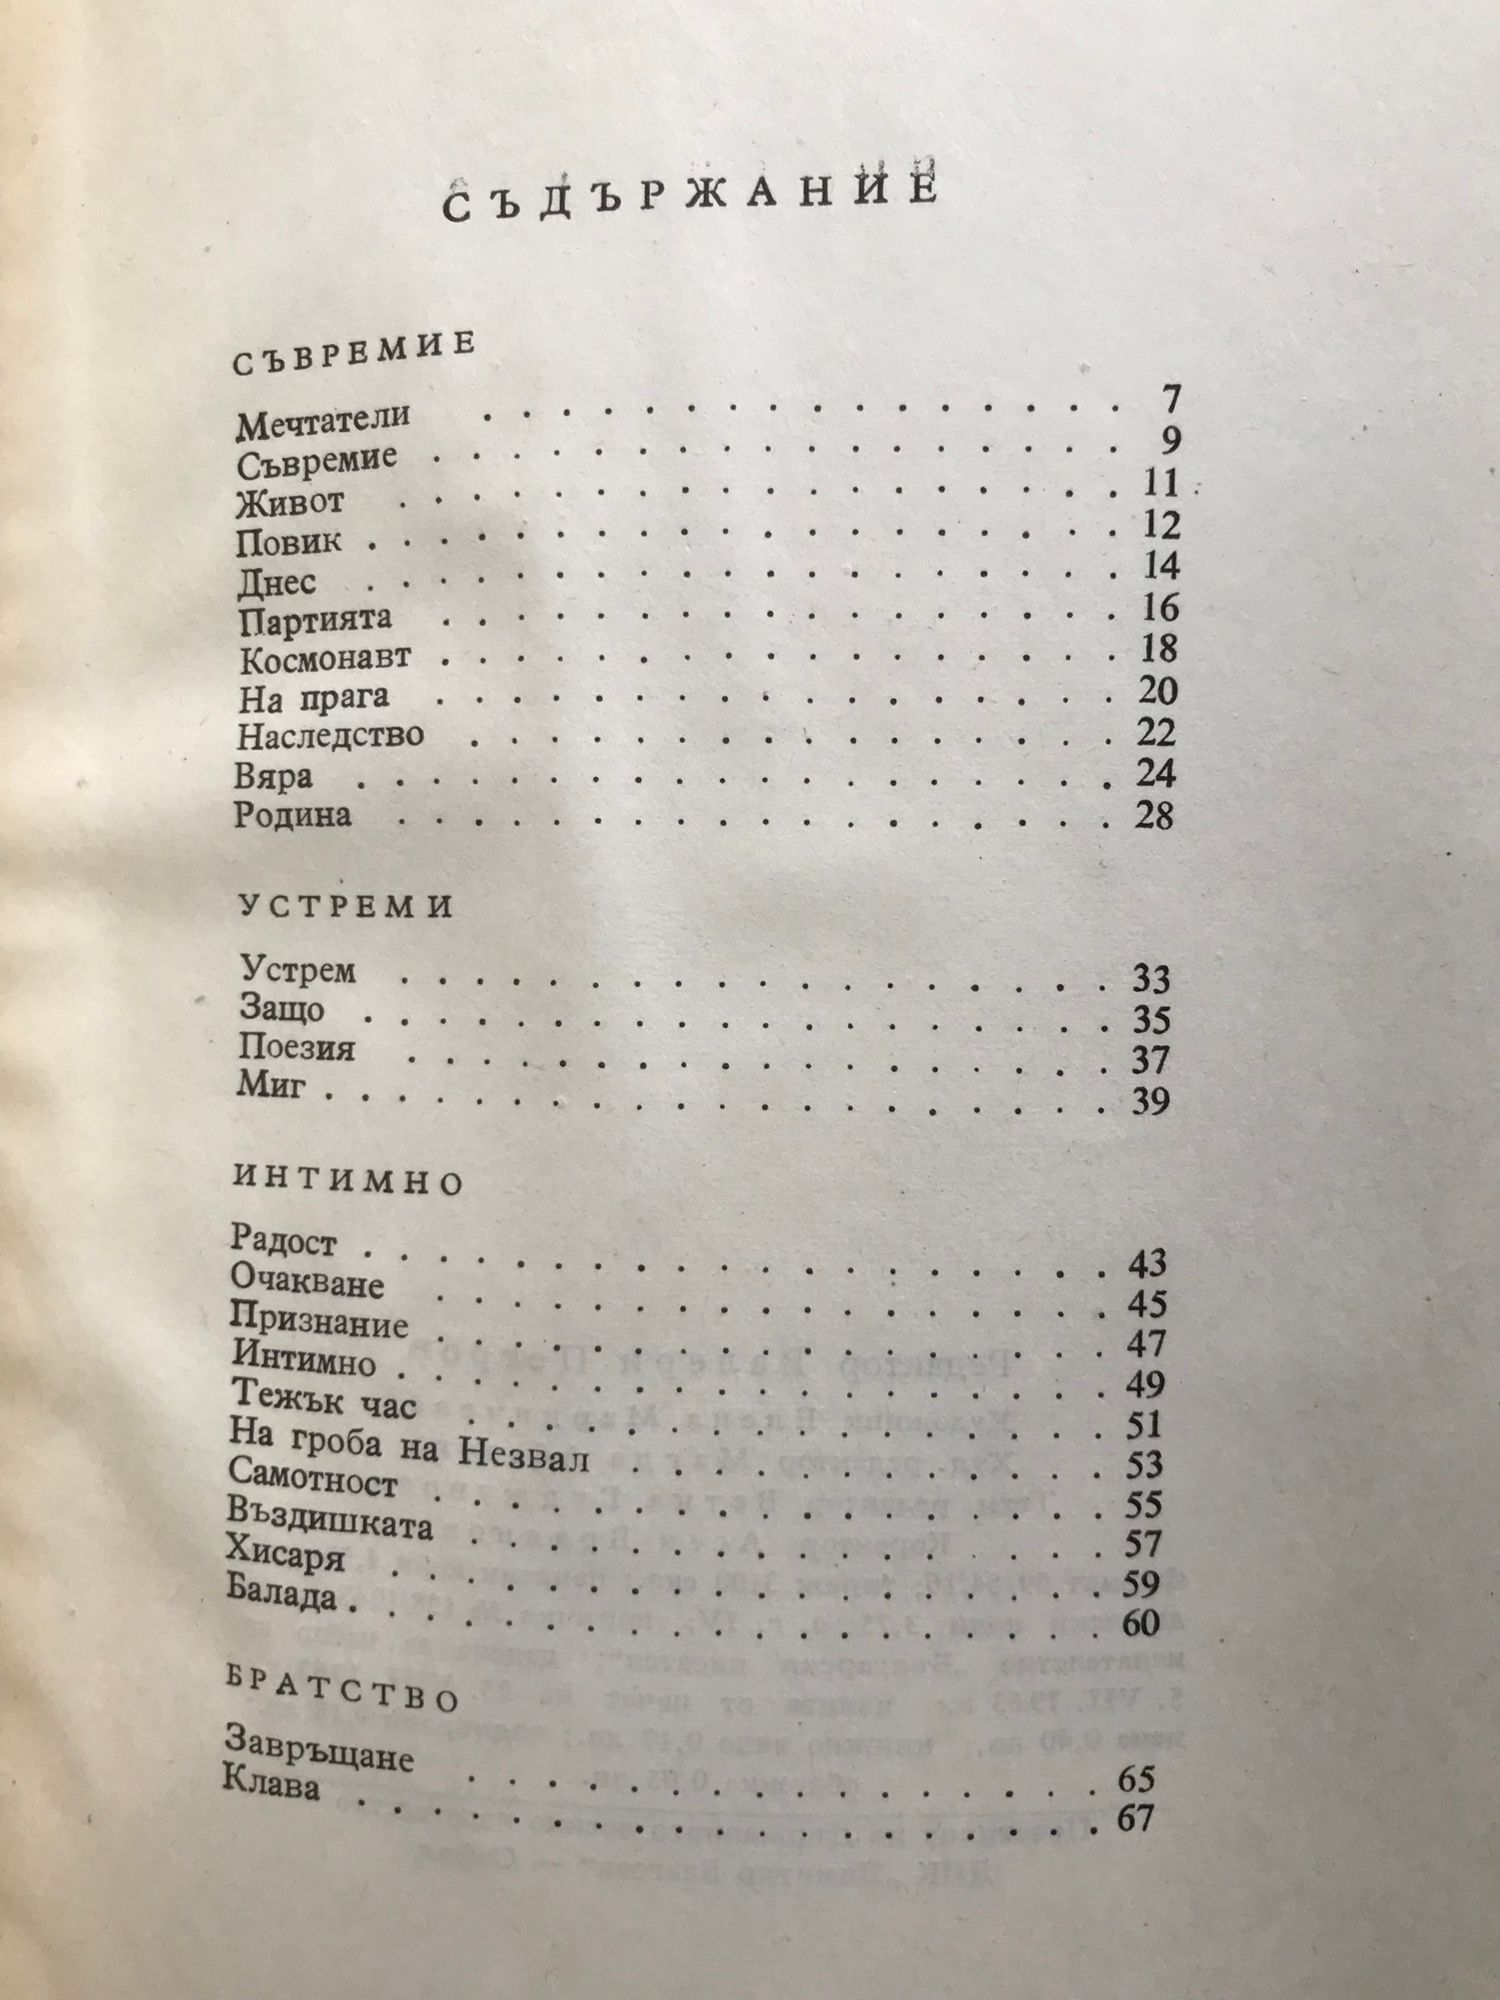 СЪДЪРЖАНИЕ
СЪВРЕМИЕ
Мечтатели . . . . . . . . . . . . . . . . . 7
Съвремие . . . . . . . . . . . . . . . . . . 9
Живот . . . . . . . . . . . . . . . . . . . 11
Повик . . . . . . . . . . . . . . . . . . . 12
Днес . . . . . . . . . . . . . . . . . . . . 14
Партията . . . . . . . . . . . . . . . . . . 16
Космонавт . . . . . . . . . . . . . . . . . . 18
На прага . . . . . . . . . . . . . . . . . . 20
Наследство . . . . . . . . . . . . . . . . . 22
Вяра . . . . . . . . . . . . . . . . . . . . 24
Родина . . . . . . . . . . . . . . . . . . . 28
УСТРЕМИ
Устрем . . . . . . . . . . . . . . . . . . . 33
Защо . . . . . . . . . . . . . . . . . . . . 35
Поезия . . . . . . . . . . . . . . . . . . . 37
Миг . . . . . . . . . . . . . . . . . . . . . 39
ИНТИМНО
Радост . . . . . . . . . . . . . . . . . . . . 43
Очакване . . . . . . . . . . . . . . . . . . 45
Признание . . . . . . . . . . . . . . . . . . 47
Интимно . . . . . . . . . . . . . . . . . . . 49
Тежък час . . . . . . . . . . . . . . . . . 51
На гроба на Незвал . . . . . . . . . . . . . 53
Самотност . . . . . . . . . . . . . . . . . . 55
Въздишката . . . . . . . . . . . . . . . . . 57
Хисаря . . . . . . . . . . . . . . . . . . . 59
Балада . . . . . . . . . . . . . . . . . . . . 60
БРАТСТВО
Завръщане . . . . . . . . . . . . . . . . . 65
Клава . . . . . . . . . . . . . . . . . . . . 67